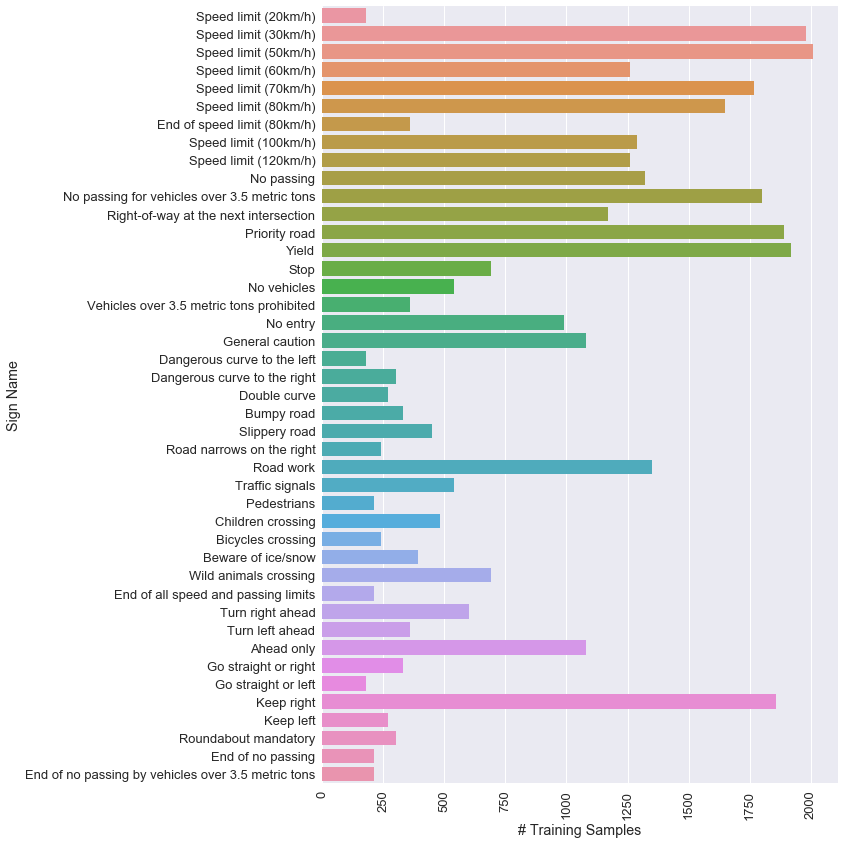 Speed limit (20km/h)
Speed limit (30km/h)
Speed limit (50km/h)
Speed limit (60km/h)
Speed limit (70km/h)
Speed limit (80km/h)
End of speed limit (80km/h)
Speed limit (100km/h)
Speed limit (120km/h)
No passing
No passing for vehicles over 3.5 metric tons
Right-of-way at the next intersection
Priority road
Yield
Stop
No vehicles
Vehicles over 3.5 metric tons prohibited
No entry
General caution
Dangerous curve to the left
Dangerous curve to the right
Double curve
Bumpy road
Slippery road
Road narrows on the right
Road work
Traffic signals
Pedestrians
Children crossing
Bicycles crossing
Beware of ice/snow
Wild animals crossing
End of all speed and passing limits
Turn right ahead
Turn left ahead
Ahead only
Go straight or right
Go straight or left
Keep right
Keep left
Roundabout mandatory
End of no passing
End of no passing by vehicles over 3.5 metric tons
Sign Name
0 250 500 750 1000 1250 1500 1750 2000
# Training Samples